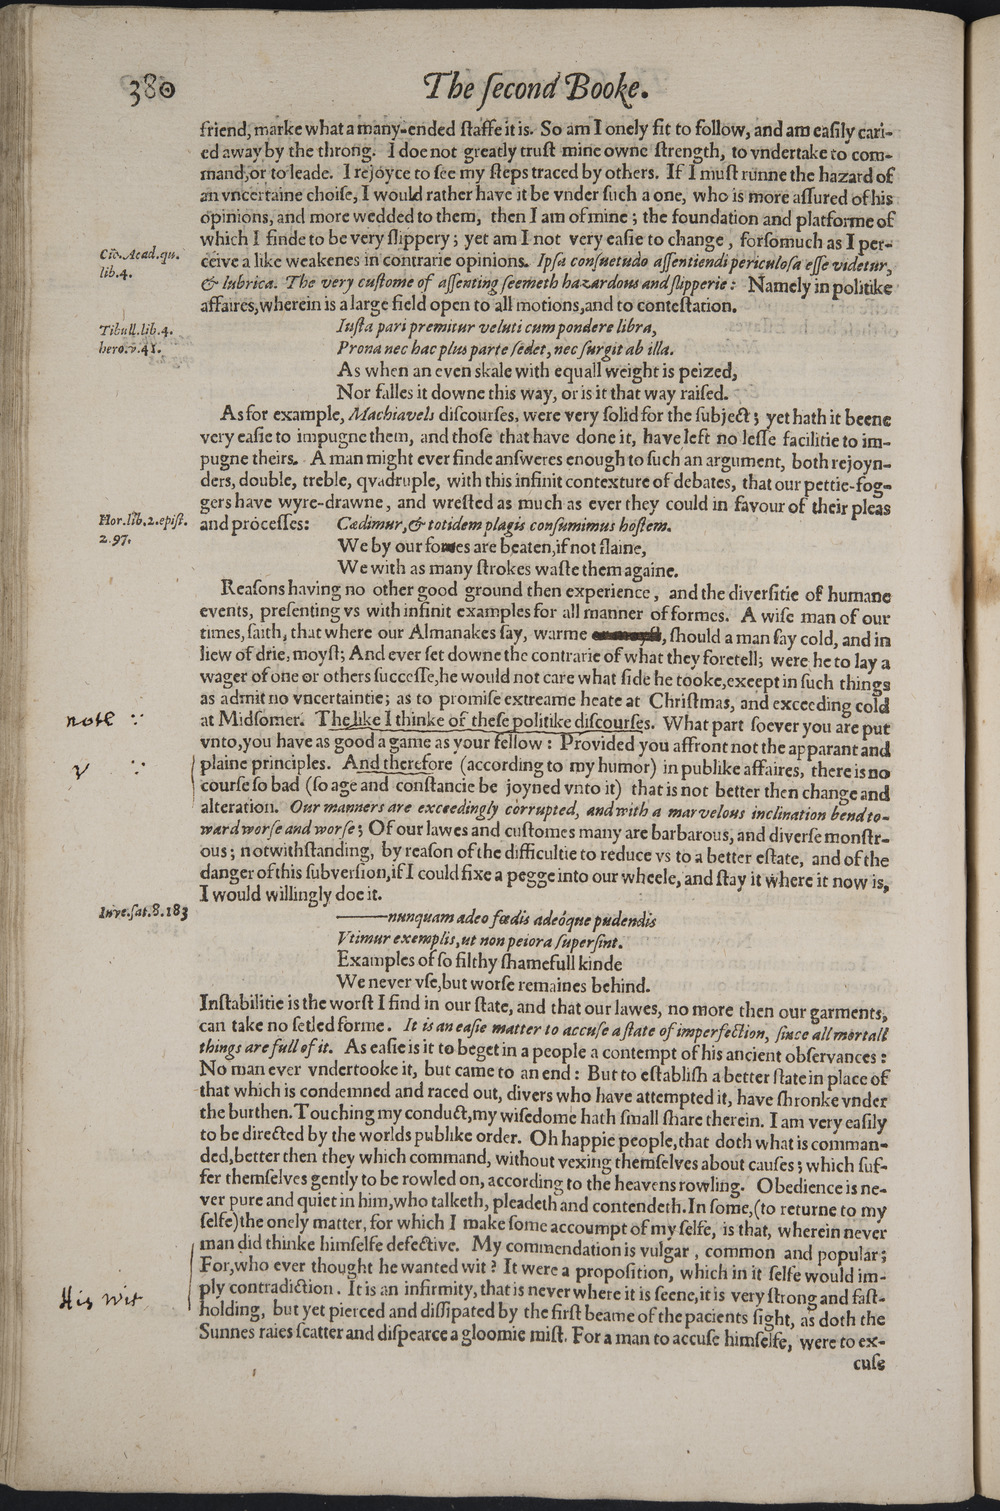 380
The ſecond Booke.
friend, marke what a many-ended ſtaffe it is. So am I onely fit to follow, and am eaſily cari-
ed away by the throng. I doe not greatly truſt mine owne ſtrength, to vndertake to com-
mand, or to leade. I rejoyce to ſee my ſteps traced by others. If I muſt runne the hazard of
an vncertaine choiſe, I would rather have it be vnder ſuch a one, who is more aſſured of his
opinions, and more wedded to them, then I am of mine; the foundation and platforme of
which I finde to be very ſlippery; yet am I not very eaſie to change, forſomuch as I per-
Cic. Acad. qu.
lib. 4.
ceive a like weakenes in contrarie opinions. Ipſa conſuetudo aſſentiendi periculoſa eſſe videtur,
& lubrica. The very cuſtome of aſſenting ſeemeth hazardous and ſlipperie: Namely in politike
affaires, wherein is a large field open to all motions, and to conteſtation.
Tibull. lib. 4.
hero. v. 41.
Iuſta pari premitur veluti cum pondere libra,
Prona nec hac plus parte ſedet, nec ſurgit ab illa.
As when an even skale with equall weight is peized,
Nor falles it downe this way, or is it that way raiſed.
As for example, Machiavels diſcourſes, were very ſolid for the ſubject; yet hath it beene
very eaſie to impugne them, and thoſe that have done it, have left no leſſe facilitie to im-
pugne theirs. A man might ever finde anſweres enough to ſuch an argument, both rejoyn-
ders, double, treble, qvadruple, with this infinit contexture of debates, that our pettie-fog-
gers have wyre-drawne, and wreſted as much as ever they could in favour of their pleas
Hor. lib. 2. epiſt.
2. 97.
and proceſſes: Cædimur, & totidem plagis conſumimus hoſtem.
We by our foes are beaten, if not ſlaine,
We with as many ſtrokes waſte them againe.
Reaſons having no other good ground then experience, and the diverſitie of humane
events, preſenting vs with infinit examples for all manner of formes. A wiſe man of our
times, ſaith, that where our Almanakes ſay, warme, ſhould a man ſay cold, and in
liew of drie, moyſt; And ever ſet downe the contrarie of what they foretell; were he to lay a
wager of one or others ſucceſſe, he would not care what ſide he tooke, except in ſuch things
as admit no vncertaintie; as to promiſe extreame heate at Chriſtmas, and exceeding cold
note
at Midſomer. The like I thinke of theſe politike diſcourſes. What part ſoever you are put
vnto, you have as good a game as your fellow: Provided you affront not the apparant and
v
plaine principles. And therefore (according to my humor) in publike affaires, there is no
courſe ſo bad (ſo age and conſtancie be joyned vnto it) that is not better then change and
alteration. Our manners are exceedingly corrupted, and with a marvelous inclination bend to-
ward worſe and worſe; Of our lawes and cuſtomes many are barbarous, and diverſe monſtr-
ous; notwithſtanding, by reaſon of the difficultie to reduce vs to a better eſtate, and of the
danger of this ſubverſion, if I could fixe a pegge into our wheele, and ſtay it where it now is,
I would willingly doe it.
Iuve. ſat. 8. 183
——nunquam adeo fœdis adeóque pudendis
Vtimur exemplis, ut non peiora ſuperſint.
Examples of ſo filthy ſhamefull kinde
We never vſe, but worſe remaines behind.
Inſtabilitie is the worſt I find in our ſtate, and that our lawes, no more then our garments,
can take no ſetled forme. It is an eaſie matter to accuſe a ſtate of imperfection, ſince all mortall
things are full of it. As eaſie is it to beget in a people a contempt of his ancient obſervances:
No man ever vndertooke it, but came to an end: But to eſtabliſh a better ſtate in place of
that which is condemned and raced out, divers who have attempted it, have ſhronke vnder
the burthen. Touching my conduct, my wiſedome hath ſmall ſhare therein. I am very eaſily
to be directed by the worlds publike order. Oh happie people, that doth what is comman-
ded, better then they which command, without vexing themſelves about cauſes; which ſuf-
fer themſelves gently to be rowled on, according to the heavens rowling. Obedience is ne-
ver pure and quiet in him, who talketh, pleadeth and contendeth. In ſome, (to returne to my
ſelfe) the onely matter, for which I make ſome accoumpt of my ſelfe, is that, wherein never
man did thinke himſelfe defective. My commendation is vulgar, common and popular;
For, who ever thought he wanted wit? It were a propoſition, which in it ſelfe would im-
His wit
ply contradiction. It is an infirmity, that is never where it is ſeene, it is very ſtrong and faſt-
holding, but yet pierced and diſſipated by the firſt beame of the pacients ſight, as doth the
Sunnes raies ſcatter and diſpearce a gloomie miſt. For a man to accuſe himſelfe, were to ex-
cuſe